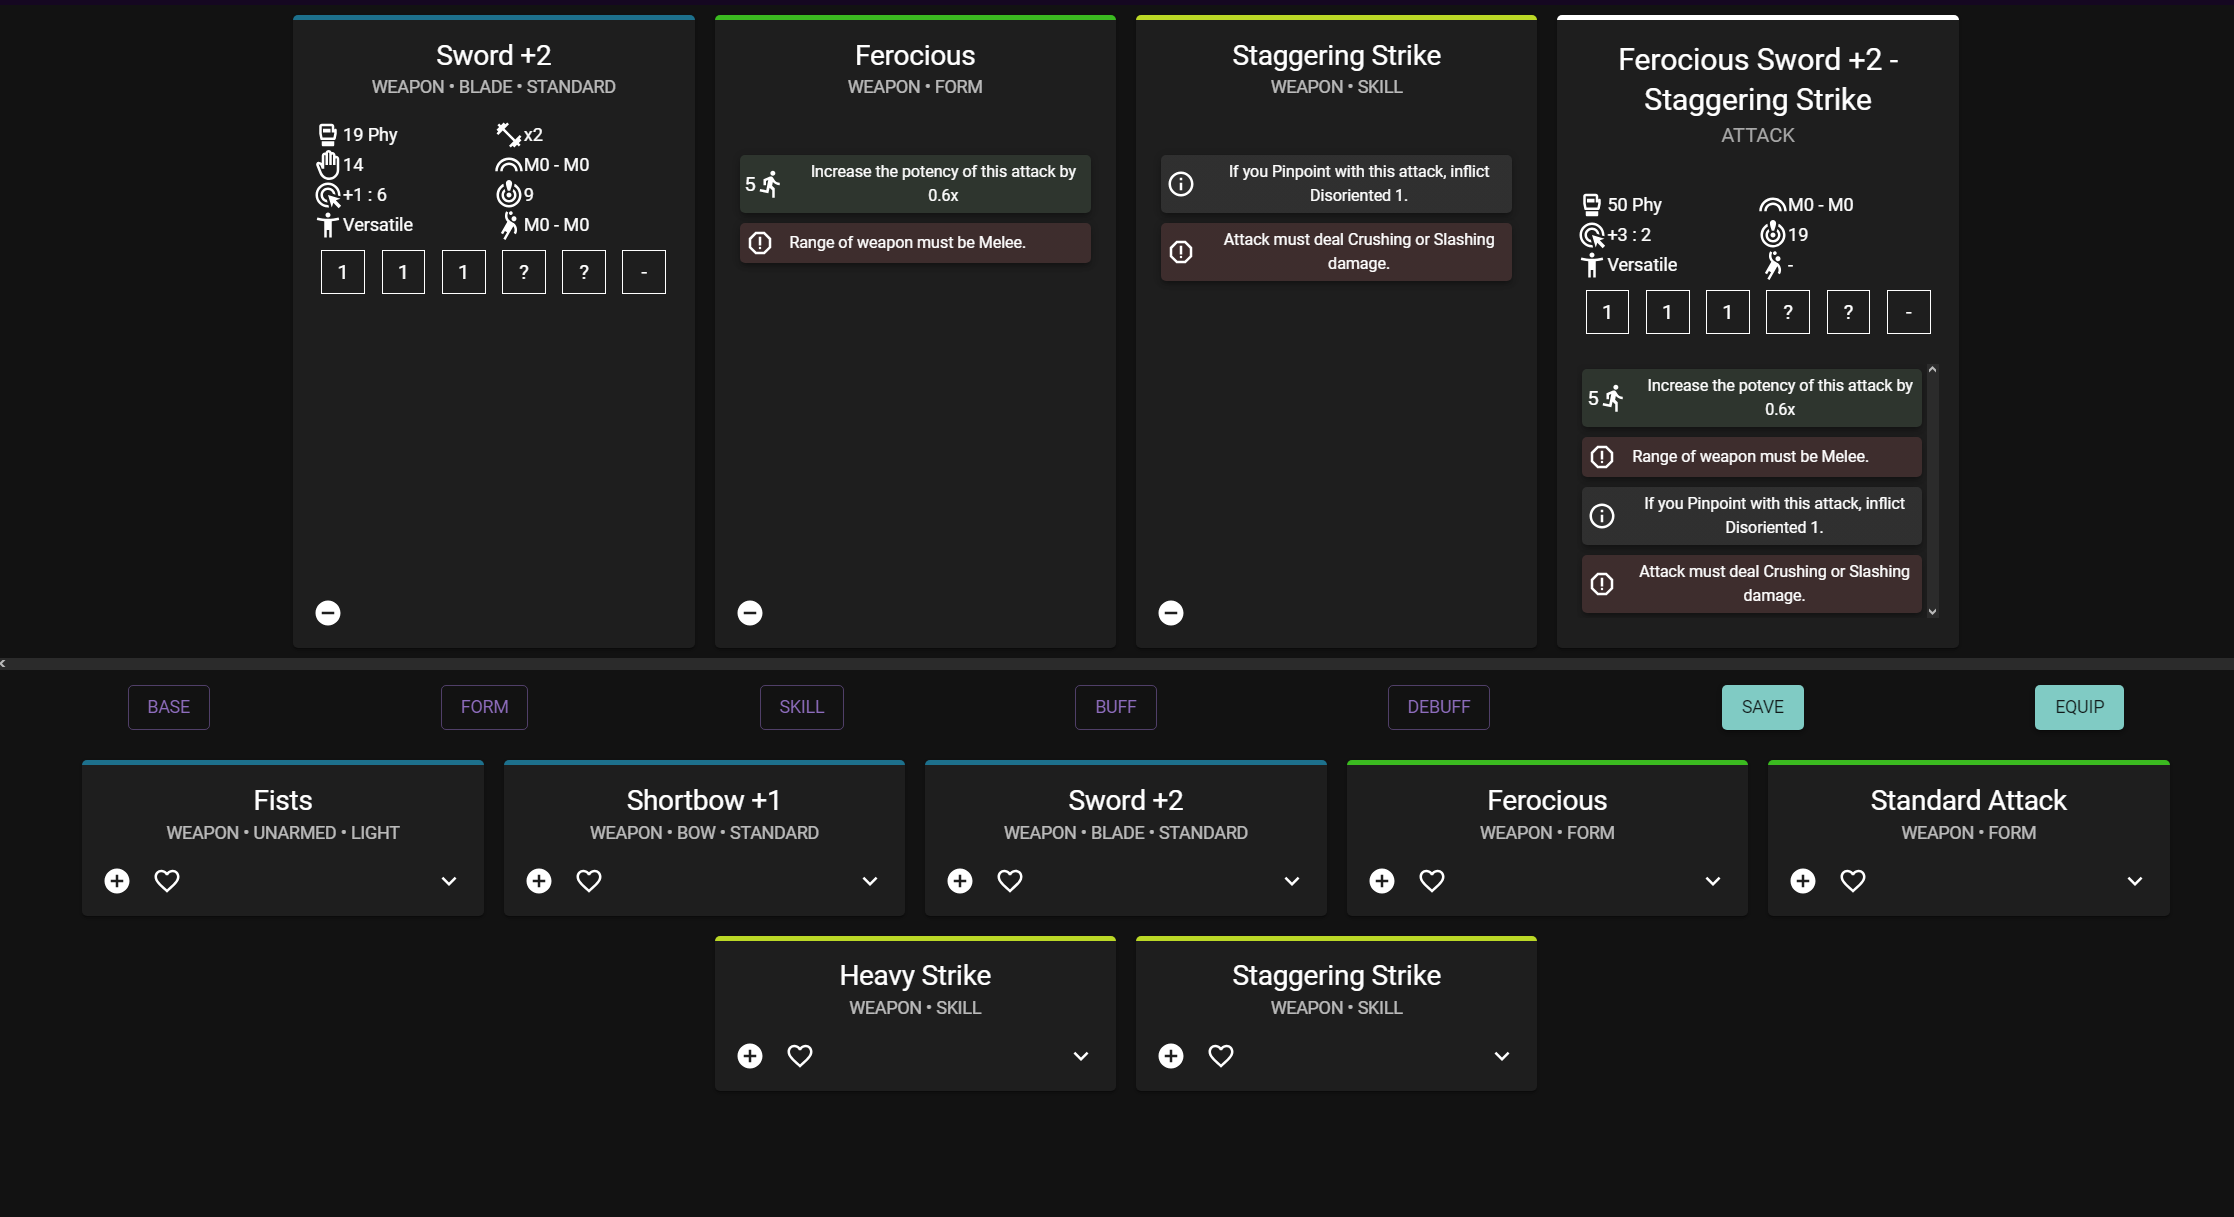 Sword +2
WEAPON • BLADE • STANDARD
19 Phy
x2
14
M0 - M0
+1 : 6
9
Versatile
M0 - M0
1 1 1 ? ? -
Ferocious
WEAPON • FORM
5
Increase the potency of this attack by
0.6x
Range of weapon must be Melee.
Staggering Strike
WEAPON • SKILL
If you Pinpoint with this attack, inflict
Disoriented 1.
Attack must deal Crushing or Slashing
damage.
Ferocious Sword +2 -
Staggering Strike
ATTACK
50 Phy
M0 - M0
+3 : 2
19
Versatile
-
1 1 1 ? ? -
5
Increase the potency of this attack by
0.6x
Range of weapon must be Melee.
If you Pinpoint with this attack, inflict
Disoriented 1.
Attack must deal Crushing or Slashing
damage.
BASE
FORM
SKILL
BUFF
DEBUFF
SAVE
EQUIP
Fists
WEAPON • UNARMED • LIGHT
Shortbow +1
WEAPON • BOW • STANDARD
Sword +2
WEAPON • BLADE • STANDARD
Ferocious
WEAPON • FORM
Standard Attack
WEAPON • FORM
Heavy Strike
WEAPON • SKILL
Staggering Strike
WEAPON • SKILL